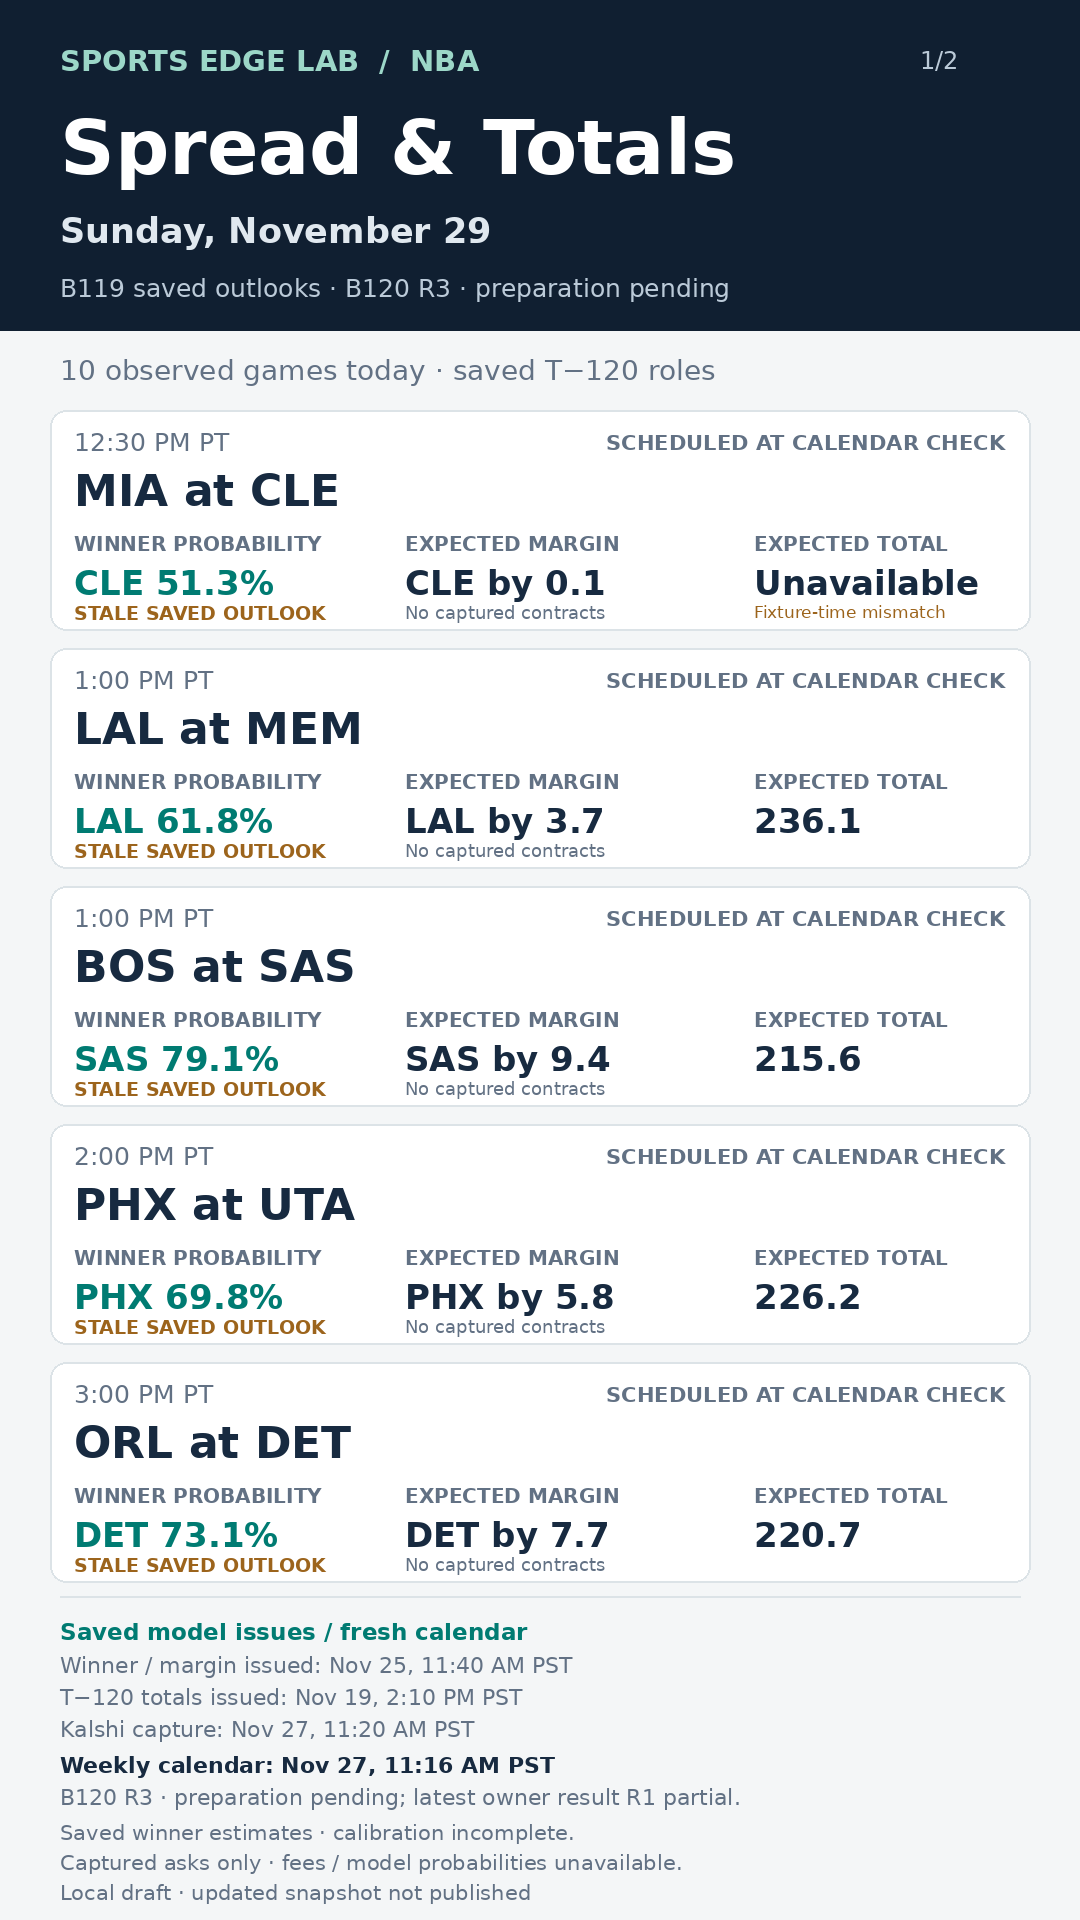 SPORTS EDGE LAB / NBA
1/2
Spread & Totals
Sunday, November 29
B119 saved outlooks · B120 R3 · preparation pending
10 observed games today · saved T−120 roles
12:30 PM PT
SCHEDULED AT CALENDAR CHECK
MIA at CLE
WINNER PROBABILITY
EXPECTED MARGIN
EXPECTED TOTAL
CLE 51.3%
CLE by 0.1
Unavailable
STALE SAVED OUTLOOK
No captured contracts
Fixture-time mismatch
1:00 PM PT
SCHEDULED AT CALENDAR CHECK
LAL at MEM
WINNER PROBABILITY
EXPECTED MARGIN
EXPECTED TOTAL
LAL 61.8%
LAL by 3.7
236.1
STALE SAVED OUTLOOK
No captured contracts
1:00 PM PT
SCHEDULED AT CALENDAR CHECK
BOS at SAS
WINNER PROBABILITY
EXPECTED MARGIN
EXPECTED TOTAL
SAS 79.1%
SAS by 9.4
215.6
STALE SAVED OUTLOOK
No captured contracts
2:00 PM PT
SCHEDULED AT CALENDAR CHECK
PHX at UTA
WINNER PROBABILITY
EXPECTED MARGIN
EXPECTED TOTAL
PHX 69.8%
PHX by 5.8
226.2
STALE SAVED OUTLOOK
No captured contracts
3:00 PM PT
SCHEDULED AT CALENDAR CHECK
ORL at DET
WINNER PROBABILITY
EXPECTED MARGIN
EXPECTED TOTAL
DET 73.1%
DET by 7.7
220.7
STALE SAVED OUTLOOK
No captured contracts
Saved model issues / fresh calendar
Winner / margin issued: Nov 25, 11:40 AM PST
T−120 totals issued: Nov 19, 2:10 PM PST
Kalshi capture: Nov 27, 11:20 AM PST
Weekly calendar: Nov 27, 11:16 AM PST
B120 R3 · preparation pending; latest owner result R1 partial.
Saved winner estimates · calibration incomplete.
Captured asks only · fees / model probabilities unavailable.
Local draft · updated snapshot not published